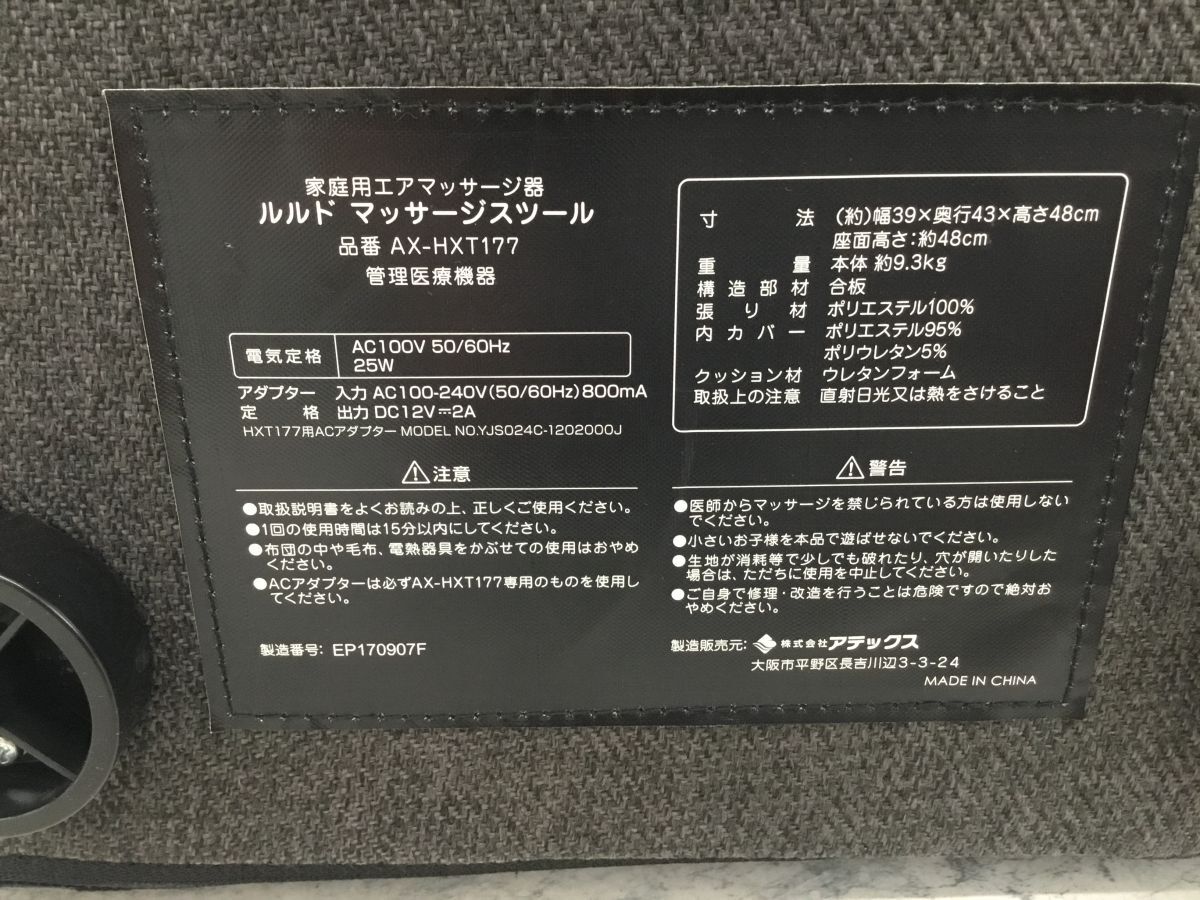 家庭用エアマッサージ器
ルルド マッサージスツール
品番 AX-HXT177
管理医療機器
電気定格 AC100V 50/60Hz
25W
アダプター 入力 AC100-240V(50/60Hz)800mA
定格 出力 DC12V⎓2A
HXT177用ACアダプター MODEL NO.YJS024C-1202000J
⚠注意
●取扱説明書をよくお読みの上、正しくご使用ください。
●1回の使用時間は15分以内にしてください。
●布団の中や毛布、電熱器具をかぶせての使用はおやめ
ください。
●ACアダプターは必ずAX-HXT177専用のものを使用し
てください。
製造番号: EP170907F
寸法 (約)幅39×奥行43×高さ48cm
座面高さ:約48cm
重量 本体 約9.3kg
構造部材 合板
張り材 ポリエステル100%
内カバー ポリエステル95%
ポリウレタン5%
クッション材 ウレタンフォーム
取扱上の注意 直射日光又は熱をさけること
⚠警告
●医師からマッサージを禁じられている方は使用しない
でください。
●小さいお子様を本品で遊ばせないでください。
●生地が消耗等で少しでも破れたり、穴が開いたりした
場合は、ただちに使用を中止してください。
●ご自身で修理・改造を行うことは危険ですので絶対お
やめください。
製造販売元: 株式会社アテックス
大阪市平野区長吉川辺3-3-24
MADE IN CHINA